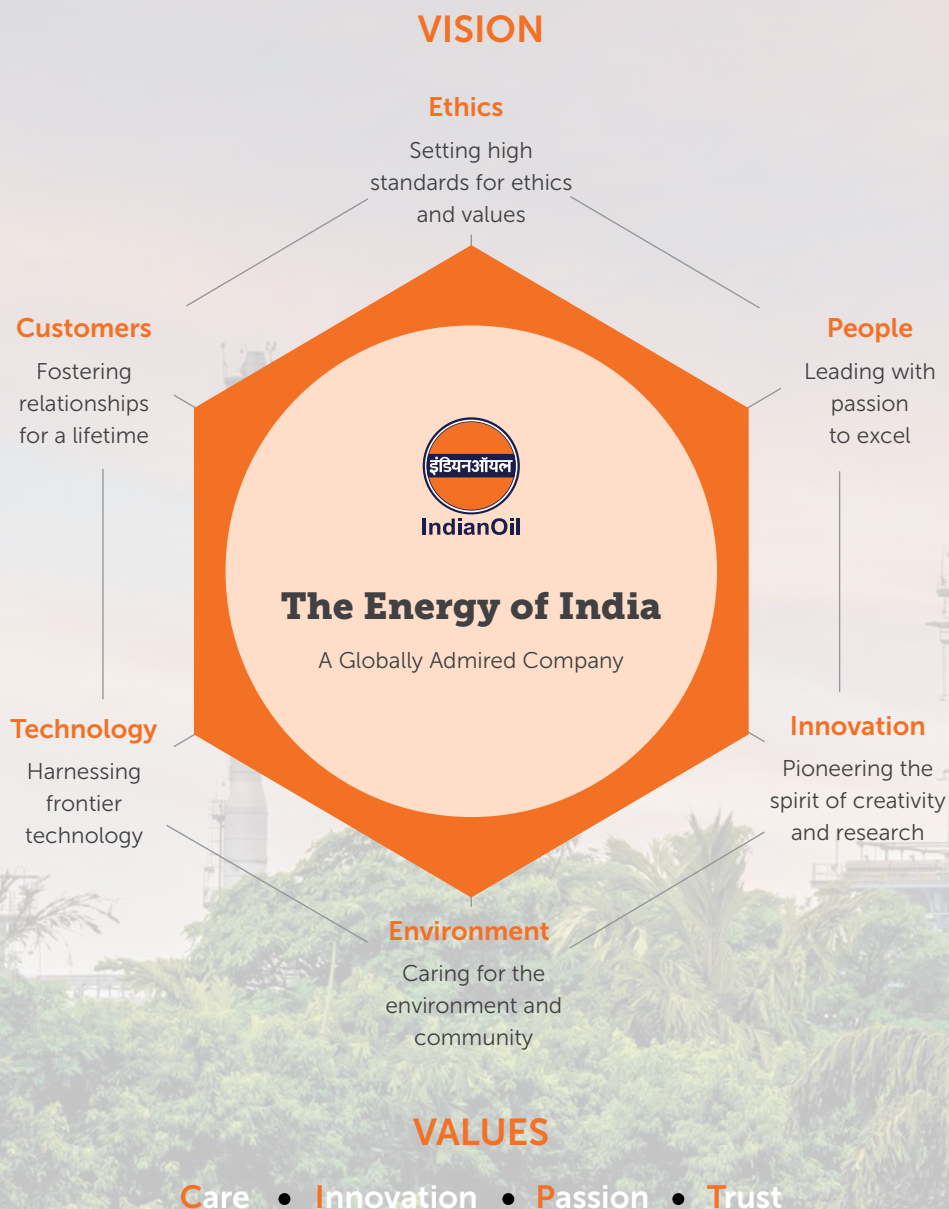 VISION
Ethics
Setting high
standards for ethics
and values
Customers
Fostering
relationships
for a lifetime
People
Leading with
passion
to excel
इंडियनऑयल
IndianOil
The Energy of India
A Globally Admired Company
Technology
Harnessing
frontier
technology
Innovation
Pioneering the
spirit of creativity
and research
Environment
Caring for the
environment and
community
VALUES
Care • Innovation • Passion • Trust